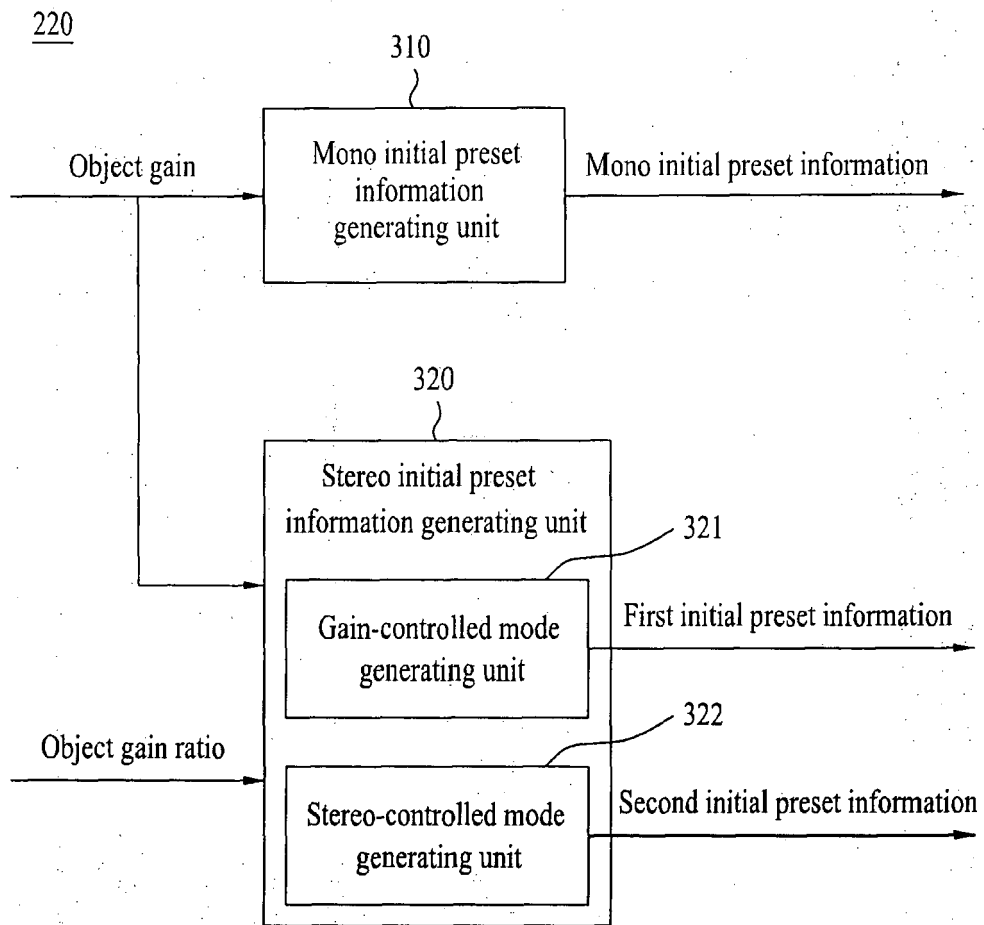 220
310
Object gain
Mono initial preset
information
generating unit
Mono initial preset information
320
Stereo initial preset
information generating unit
321
Gain-controlled mode
generating unit
First initial preset information
322
Object gain ratio
Stereo-controlled mode
generating unit
Second initial preset information